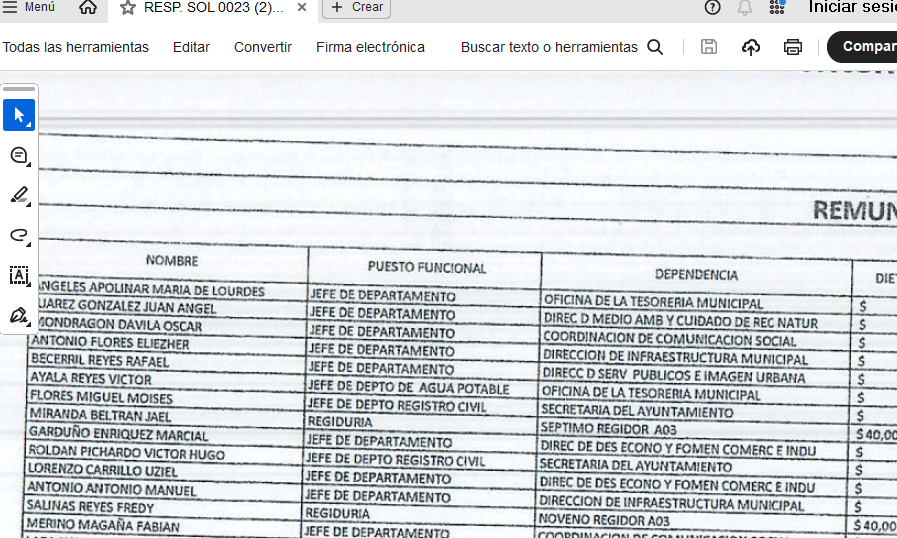 Menú RESP. SOL 0023 (2)... × + Crear ? Iniciar sesi
Todas las herramientas Editar Convertir Firma electrónica Buscar texto o herramientas Compar
REMUN
NOMBRE PUESTO FUNCIONAL DEPENDENCIA DIE
NGELES APOLINAR MARIA DE LOURDES JEFE DE DEPARTAMENTO OFICINA DE LA TESORERIA MUNICIPAL $
UAREZ GONZALEZ JUAN ANGEL JEFE DE DEPARTAMENTO DIREC D MEDIO AMB Y CUIDADO DE REC NATUR $
MONDRAGON DAVILA OSCAR JEFE DE DEPARTAMENTO COORDINACION DE COMUNICACION SOCIAL $
ANTONIO FLORES ELIEZHER JEFE DE DEPARTAMENTO DIRECCION DE INFRAESTRUCTURA MUNICIPAL $
BECERRIL REYES RAFAEL JEFE DE DEPARTAMENTO DIRECC D SERV PUBLICOS E IMAGEN URBANA $
AYALA REYES VICTOR JEFE DE DEPTO DE AGUA POTABLE OFICINA DE LA TESORERIA MUNICIPAL $
FLORES MIGUEL MOISES JEFE DE DEPTO REGISTRO CIVIL SECRETARIA DEL AYUNTAMIENTO $
MIRANDA BELTRAN JAEL REGIDURIA SEPTIMO REGIDOR A03 $ 40,00
GARDUÑO ENRIQUEZ MARCIAL JEFE DE DEPARTAMENTO DIREC DE DES ECONO Y FOMEN COMERC E INDU $
ROLDAN PICHARDO VICTOR HUGO JEFE DE DEPTO REGISTRO CIVIL SECRETARIA DEL AYUNTAMIENTO $
LORENZO CARRILLO UZIEL JEFE DE DEPARTAMENTO DIREC DE DES ECONO Y FOMEN COMERC E INDU $
ANTONIO ANTONIO MANUEL JEFE DE DEPARTAMENTO DIRECCION DE INFRAESTRUCTURA MUNICIPAL $
SALINAS REYES FREDY REGIDURIA NOVENO REGIDOR A03 $ 40,00
MERINO MAGAÑA FABIAN JEFE DE DEPARTAMENTO COORDINACION DE COMUNICACION SOCIAL